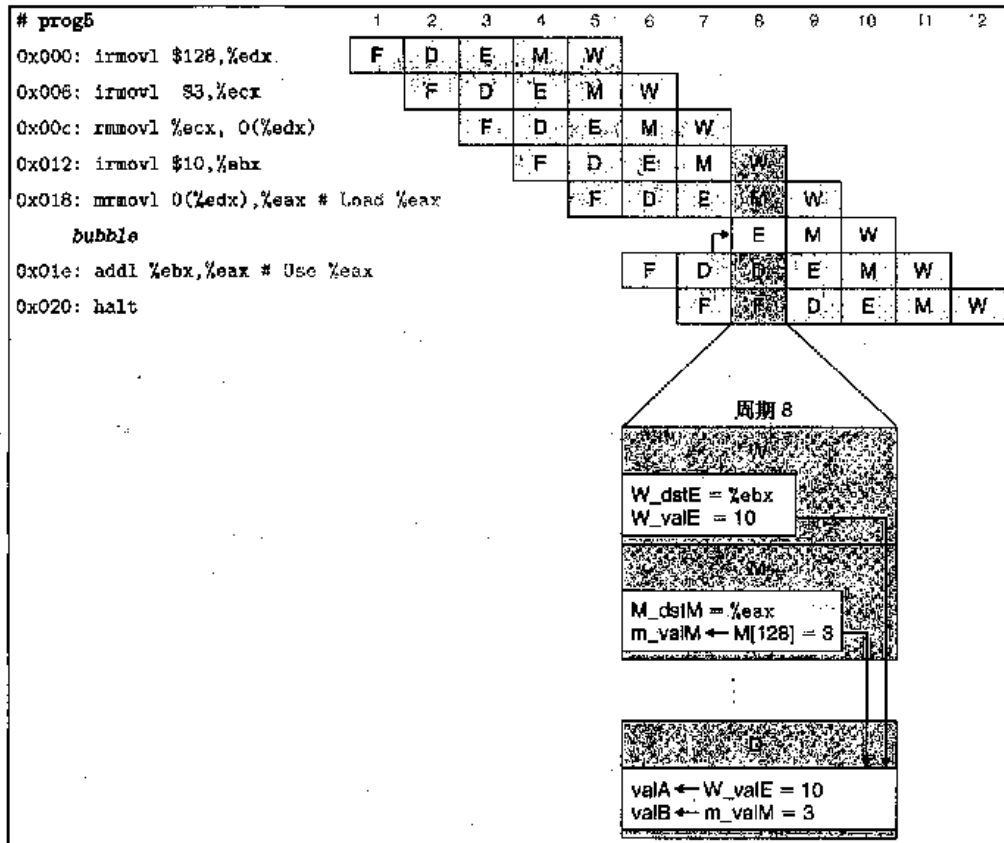 # prog5 1 2 3 4 5 6 7 8 9 10 11 12
0x000: irmovl $128,%edx F D E M W
0x006: irmovl $3,%ecx F D E M W
0x00c: rmmovl %ecx, 0(%edx) F D E M W
0x012: irmovl $10,%ebx F D E M W
0x018: mrmovl 0(%edx),%eax # Load %eax F D E M W
bubble E M W
0x01e: addl %ebx,%eax # Use %eax F D D E M W
0x020: halt F F D E M W
周期 8
W
W_dstE = %ebx
W_valE = 10
M
M_dstM = %eax
m_valM ← M[128] = 3
D
valA ← W_valE = 10
valB ← m_valM = 3